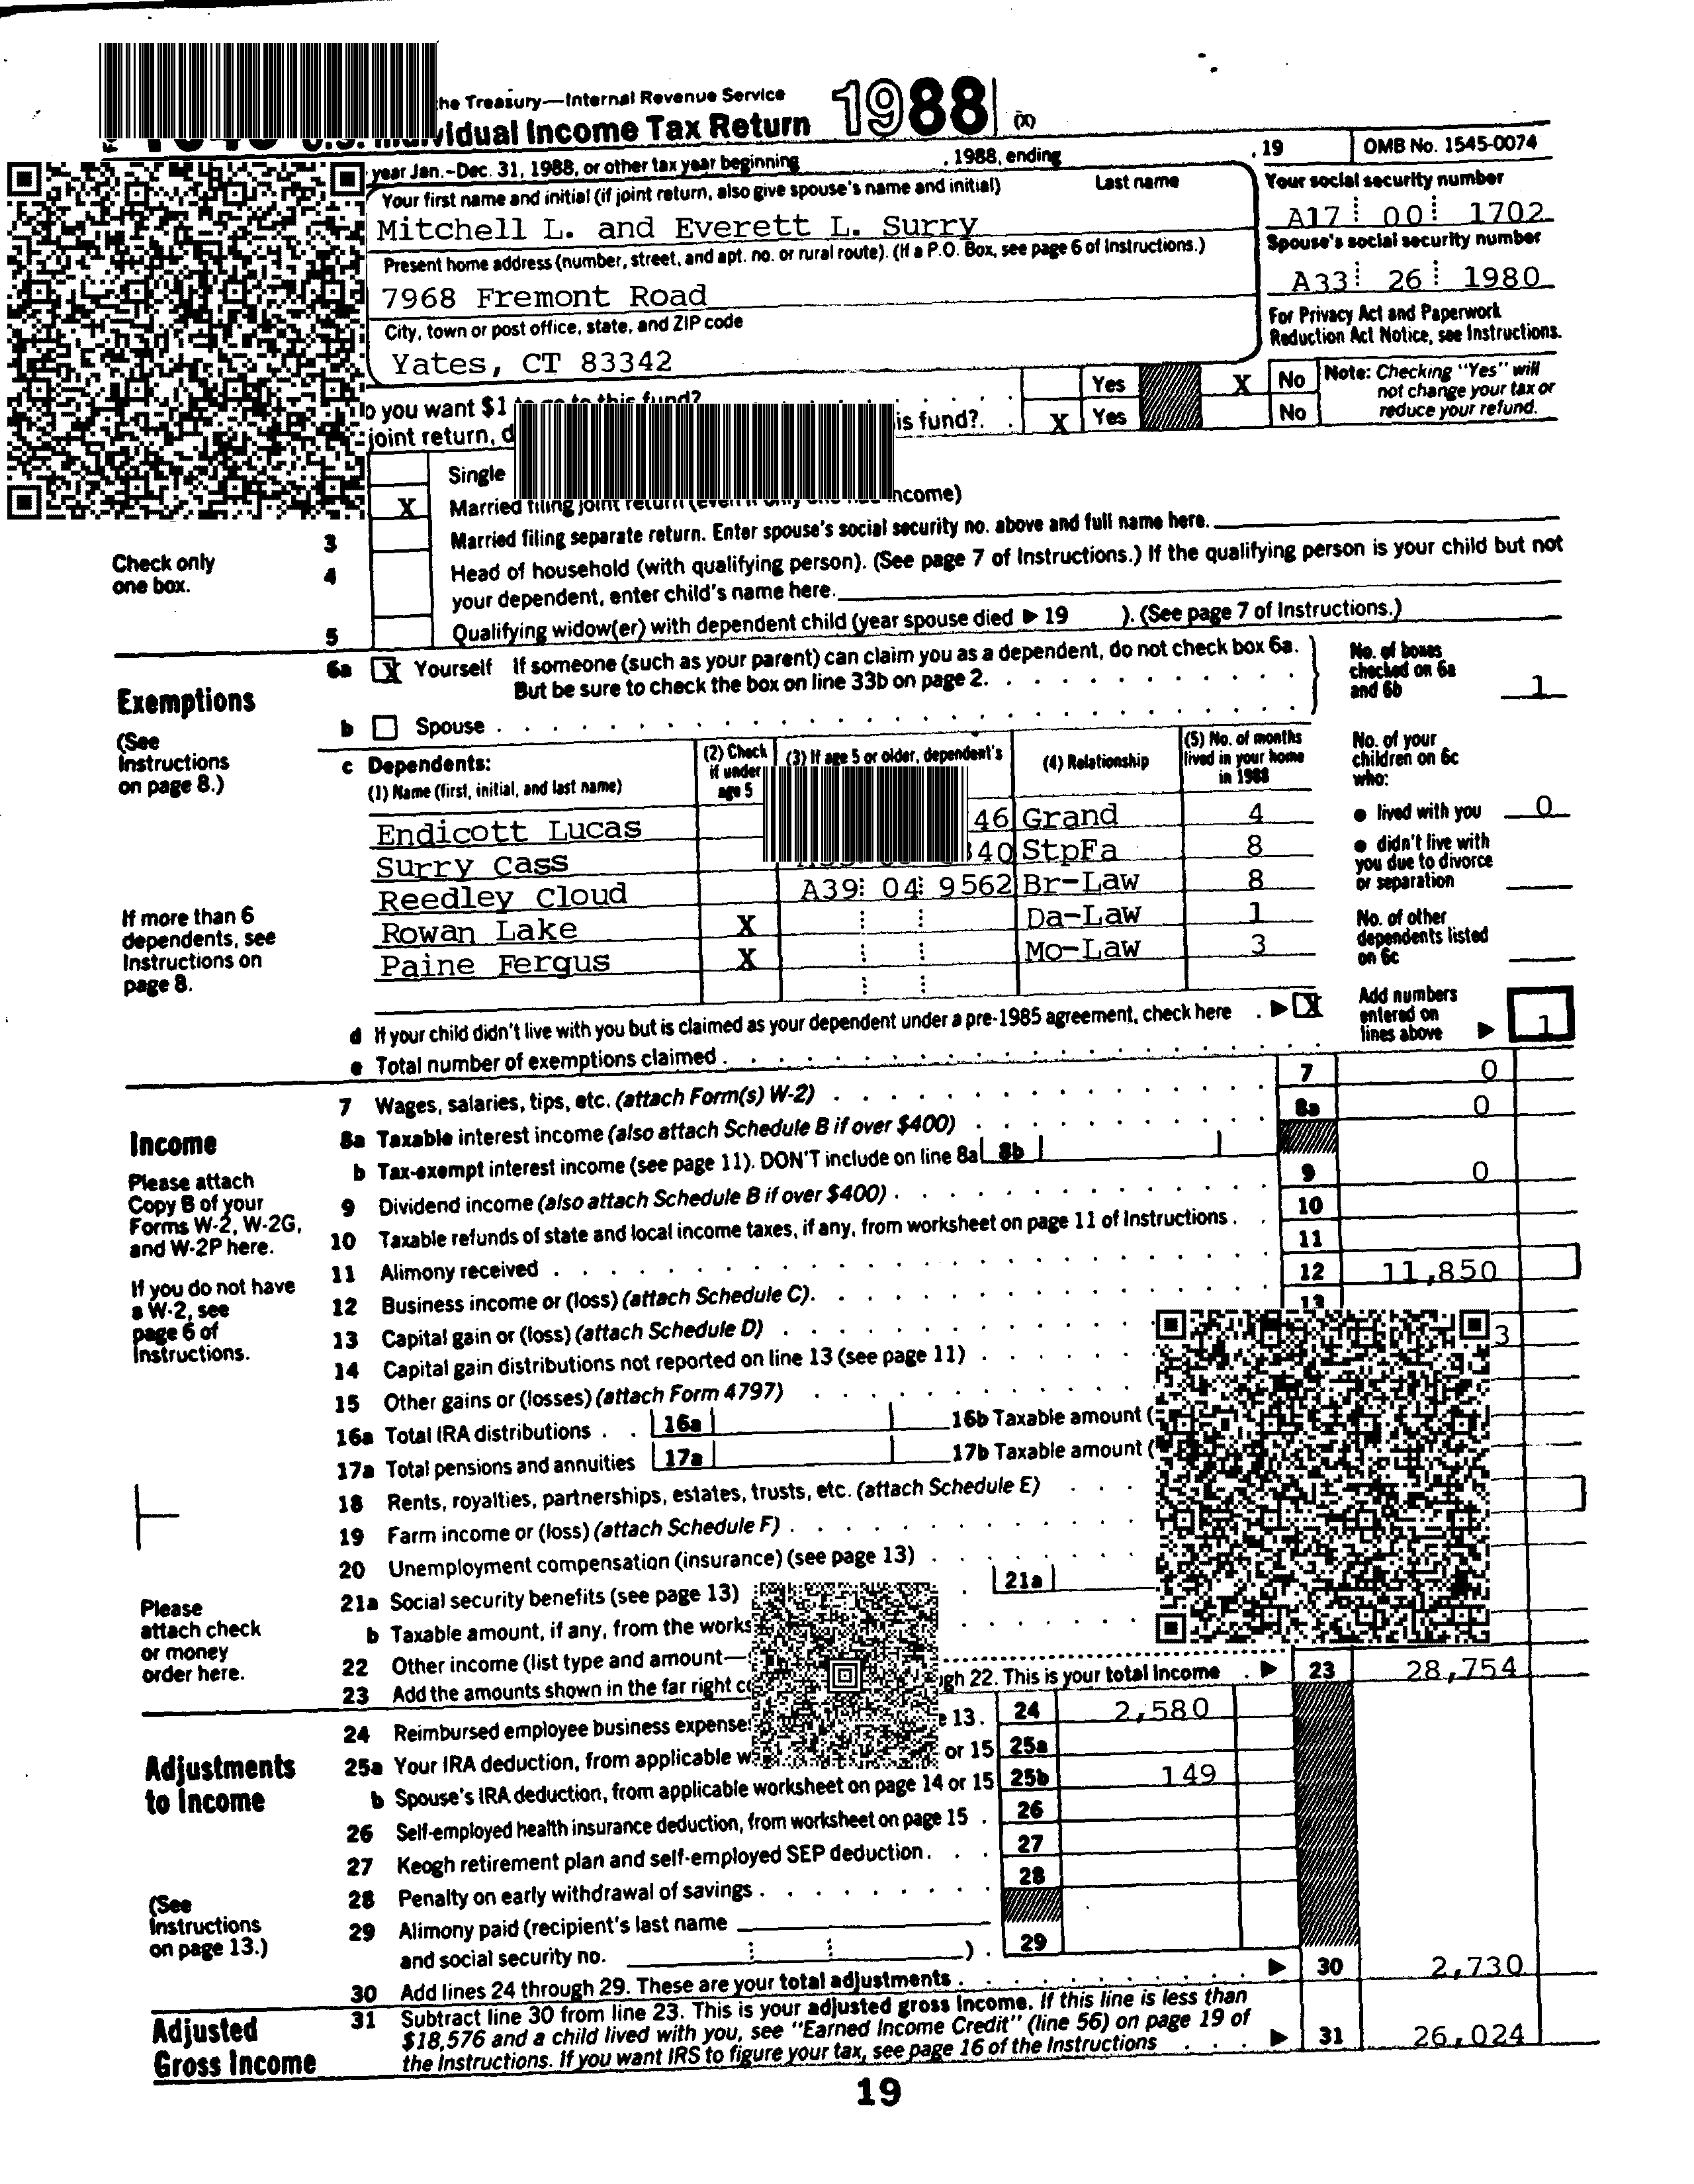 the Treasury—Internal Revenue Service
Individual Income Tax Return 1988 (X)
year Jan.–Dec. 31, 1988, or other tax year beginning , 1988, ending , 19 OMB No. 1545-0074
Your first name and initial (if joint return, also give spouse's name and initial) Last name Your social security number
Mitchell L. and Everett L. Surry A17 00 1702
Present home address (number, street, and apt. no. or rural route). (If a P.O. Box, see page 6 of Instructions.) Spouse's social security number
7968 Fremont Road A33 26 1980
City, town or post office, state, and ZIP code For Privacy Act and Paperwork
Reduction Act Notice, see Instructions.
Yates, CT 83342
you want $1 to go to this fund? Yes X No Note: Checking "Yes" will
not change your tax or
joint return, is fund? X Yes No reduce your refund.
Single
X Married filing joint return (even if only one had income)
3 Married filing separate return. Enter spouse's social security no. above and full name here.
Check only
one box.
4 Head of household (with qualifying person). (See page 7 of Instructions.) If the qualifying person is your child but not
your dependent, enter child's name here.
5 Qualifying widow(er) with dependent child (year spouse died ▶ 19 ). (See page 7 of Instructions.)
Exemptions
(See
Instructions
on page 8.)
6a X Yourself If someone (such as your parent) can claim you as a dependent, do not check box 6a.
But be sure to check the box on line 33b on page 2.
No. of boxes
checked on 6a
and 6b 1
b Spouse
c Dependents:
(1) Name (first, initial, and last name)
(2) Check
if under
age 5
(3) If age 5 or older, dependent's
(4) Relationship
(5) No. of months
lived in your home
in 1988
No. of your
children on 6c
who:
Endicott Lucas 46 Grand 4
● lived with you 0
Surry Cass 340 StpFa 8
● didn't live with
you due to divorce
or separation
Reedley Cloud A39 04 9562 Br-Law 8
Rowan Lake X Da-Law 1
Paine Fergus X Mo-Law 3
If more than 6
dependents, see
Instructions on
page 8.
No. of other
dependents listed
on 6c
d If your child didn't live with you but is claimed as your dependent under a pre-1985 agreement, check here ▶ X
e Total number of exemptions claimed
Add numbers
entered on
lines above ▶ 1
Income
Please attach
Copy B of your
Forms W-2, W-2G,
and W-2P here.
If you do not have
a W-2, see
page 6 of
Instructions.
Please
attach check
or money
order here.
7 Wages, salaries, tips, etc. (attach Form(s) W-2) 7 0
8a Taxable interest income (also attach Schedule B if over $400) 8a 0
b Tax-exempt interest income (see page 11). DON'T include on line 8a 8b
9 Dividend income (also attach Schedule B if over $400) 9 0
10 Taxable refunds of state and local income taxes, if any, from worksheet on page 11 of Instructions 10
11 Alimony received 11
12 Business income or (loss) (attach Schedule C) 12 11,850
13 Capital gain or (loss) (attach Schedule D) 13 3
14 Capital gain distributions not reported on line 13 (see page 11)
15 Other gains or (losses) (attach Form 4797)
16a Total IRA distributions 16a 16b Taxable amount (
17a Total pensions and annuities 17a 17b Taxable amount (
18 Rents, royalties, partnerships, estates, trusts, etc. (attach Schedule E)
19 Farm income or (loss) (attach Schedule F)
20 Unemployment compensation (insurance) (see page 13)
21a Social security benefits (see page 13) 21a
b Taxable amount, if any, from the works
22 Other income (list type and amount—
23 Add the amounts shown in the far right ugh 22. This is your total income ▶ 23 28,754
Adjustments
to Income
(See
Instructions
on page 13.)
24 Reimbursed employee business expense 13. 24 2,580
25a Your IRA deduction, from applicable or 15 25a
b Spouse's IRA deduction, from applicable worksheet on page 14 or 15 25b 149
26 Self-employed health insurance deduction, from worksheet on page 15 26
27 Keogh retirement plan and self-employed SEP deduction 27
28 Penalty on early withdrawal of savings 28
29 Alimony paid (recipient's last name
and social security no. ) 29
30 Add lines 24 through 29. These are your total adjustments ▶ 30 2,730
Adjusted
Gross Income
31 Subtract line 30 from line 23. This is your adjusted gross income. If this line is less than
$18,576 and a child lived with you, see "Earned Income Credit" (line 56) on page 19 of
the Instructions. If you want IRS to figure your tax, see page 16 of the Instructions ▶ 31 26,024
19